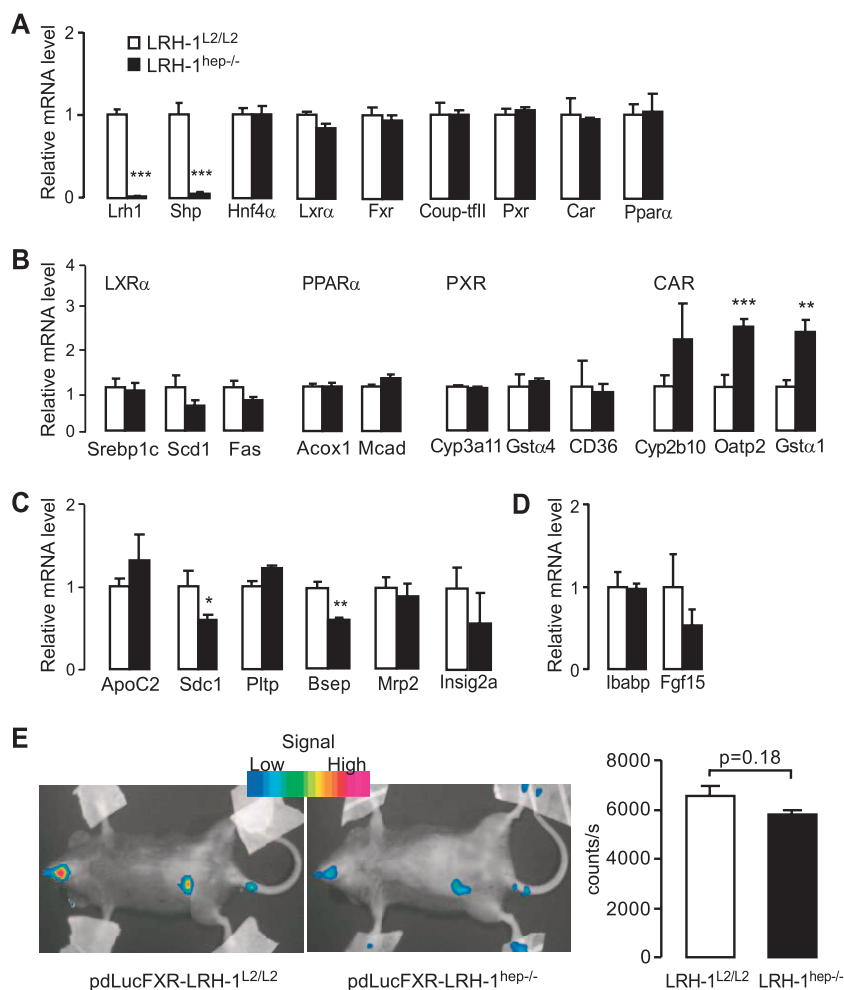 A
Relative mRNA level
2
1
0
LRH-1L2/L2
LRH-1hep-/-
*** ***
Lrh1 Shp Hnf4α Lxrα Fxr Coup-tfII Pxr Car Pparα
B
Relative mRNA level
4
3
2
1
0
LXRα PPARα PXR CAR
*** **
Srebp1c Scd1 Fas Acox1 Mcad Cyp3a11 Gstα4 CD36 Cyp2b10 Oatp2 Gstα1
C
Relative mRNA level
2
1
0
* **
ApoC2 Sdc1 Pltp Bsep Mrp2 Insig2a
D
Relative mRNA level
2
1
0
Ibabp Fgf15
E
Signal
Low High
pdLucFXR-LRH-1L2/L2
pdLucFXR-LRH-1hep-/-
counts/s
8000
6000
4000
2000
0
p=0.18
LRH-1L2/L2 LRH-1hep-/-